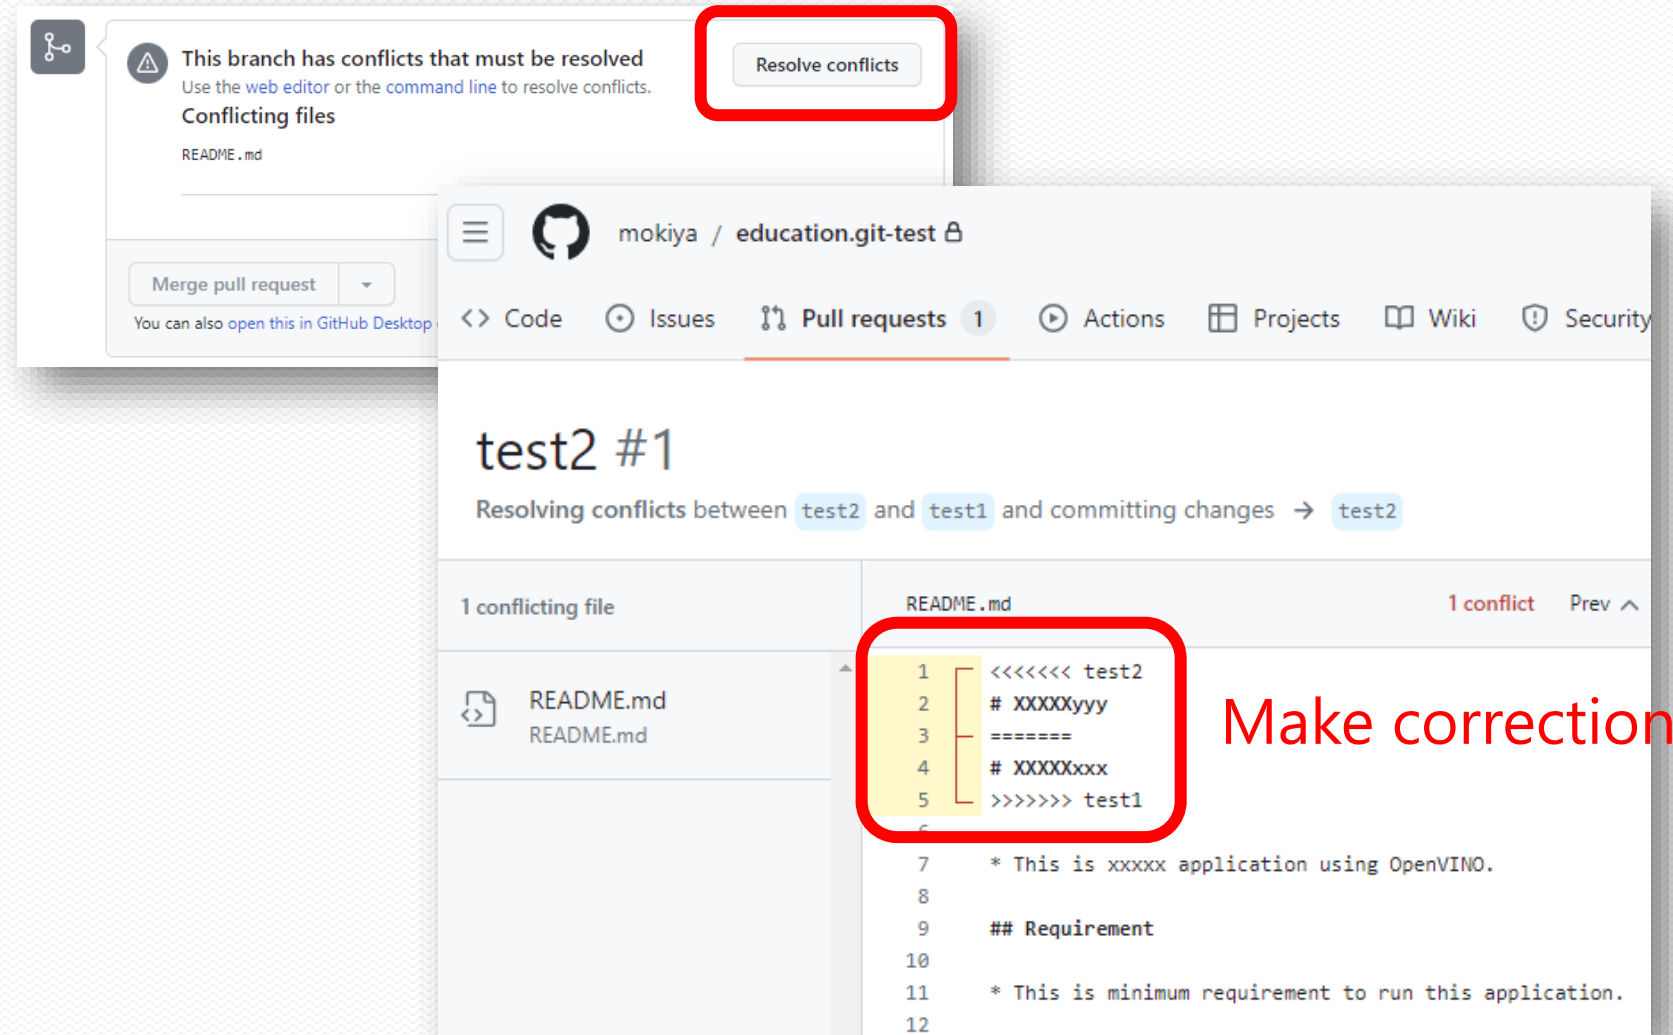 This branch has conflicts that must be resolved
Resolve conflicts
Use the web editor or the command line to resolve conflicts.
Conflicting files
README.md
Merge pull request
You can also open this in GitHub Desktop
mokiya / education.git-test
Code Issues Pull requests 1 Actions Projects Wiki Security
test2 #1
Resolving conflicts between test2 and test1 and committing changes → test2
1 conflicting file
README.md
README.md
README.md 1 conflict Prev
1 <<<<<<< test2
2 # XXXXXyyy
3 =======
4 # XXXXXxxx
5 >>>>>>> test1
6
7 * This is xxxxx application using OpenVINO.
8
9 ## Requirement
10
11 * This is minimum requirement to run this application.
12
Make correction